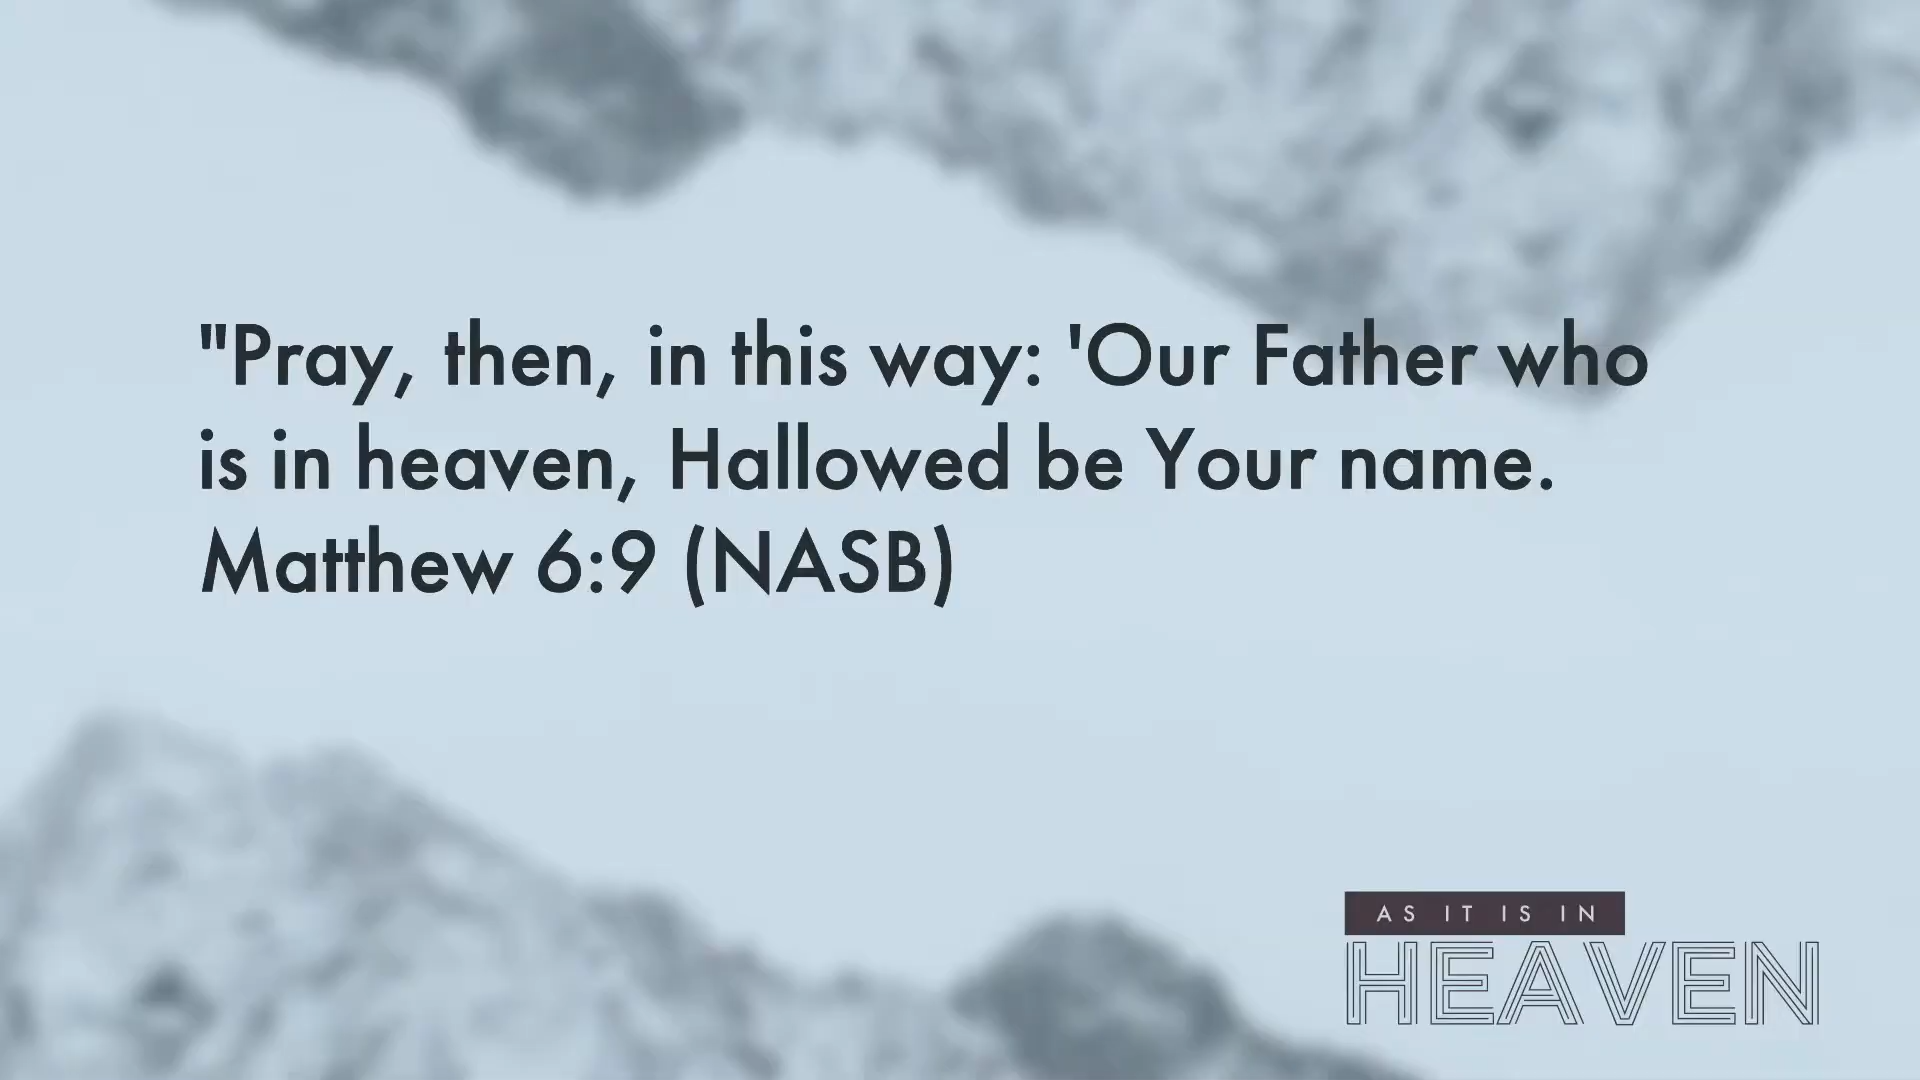 "Pray, then, in this way: 'Our Father who
is in heaven, Hallowed be Your name.
Matthew 6:9 (NASB)
AS IT IS IN
HEAVEN